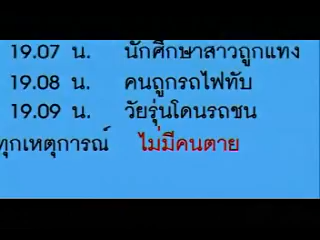 19.07 น. นักศึกษาสาวถูกแทง
19.08 น. คนถูกรถไฟทับ
19.09 น. วัยรุ่นโดนรถชน
ทุกเหตุการณ์ ไม่มีคนตาย